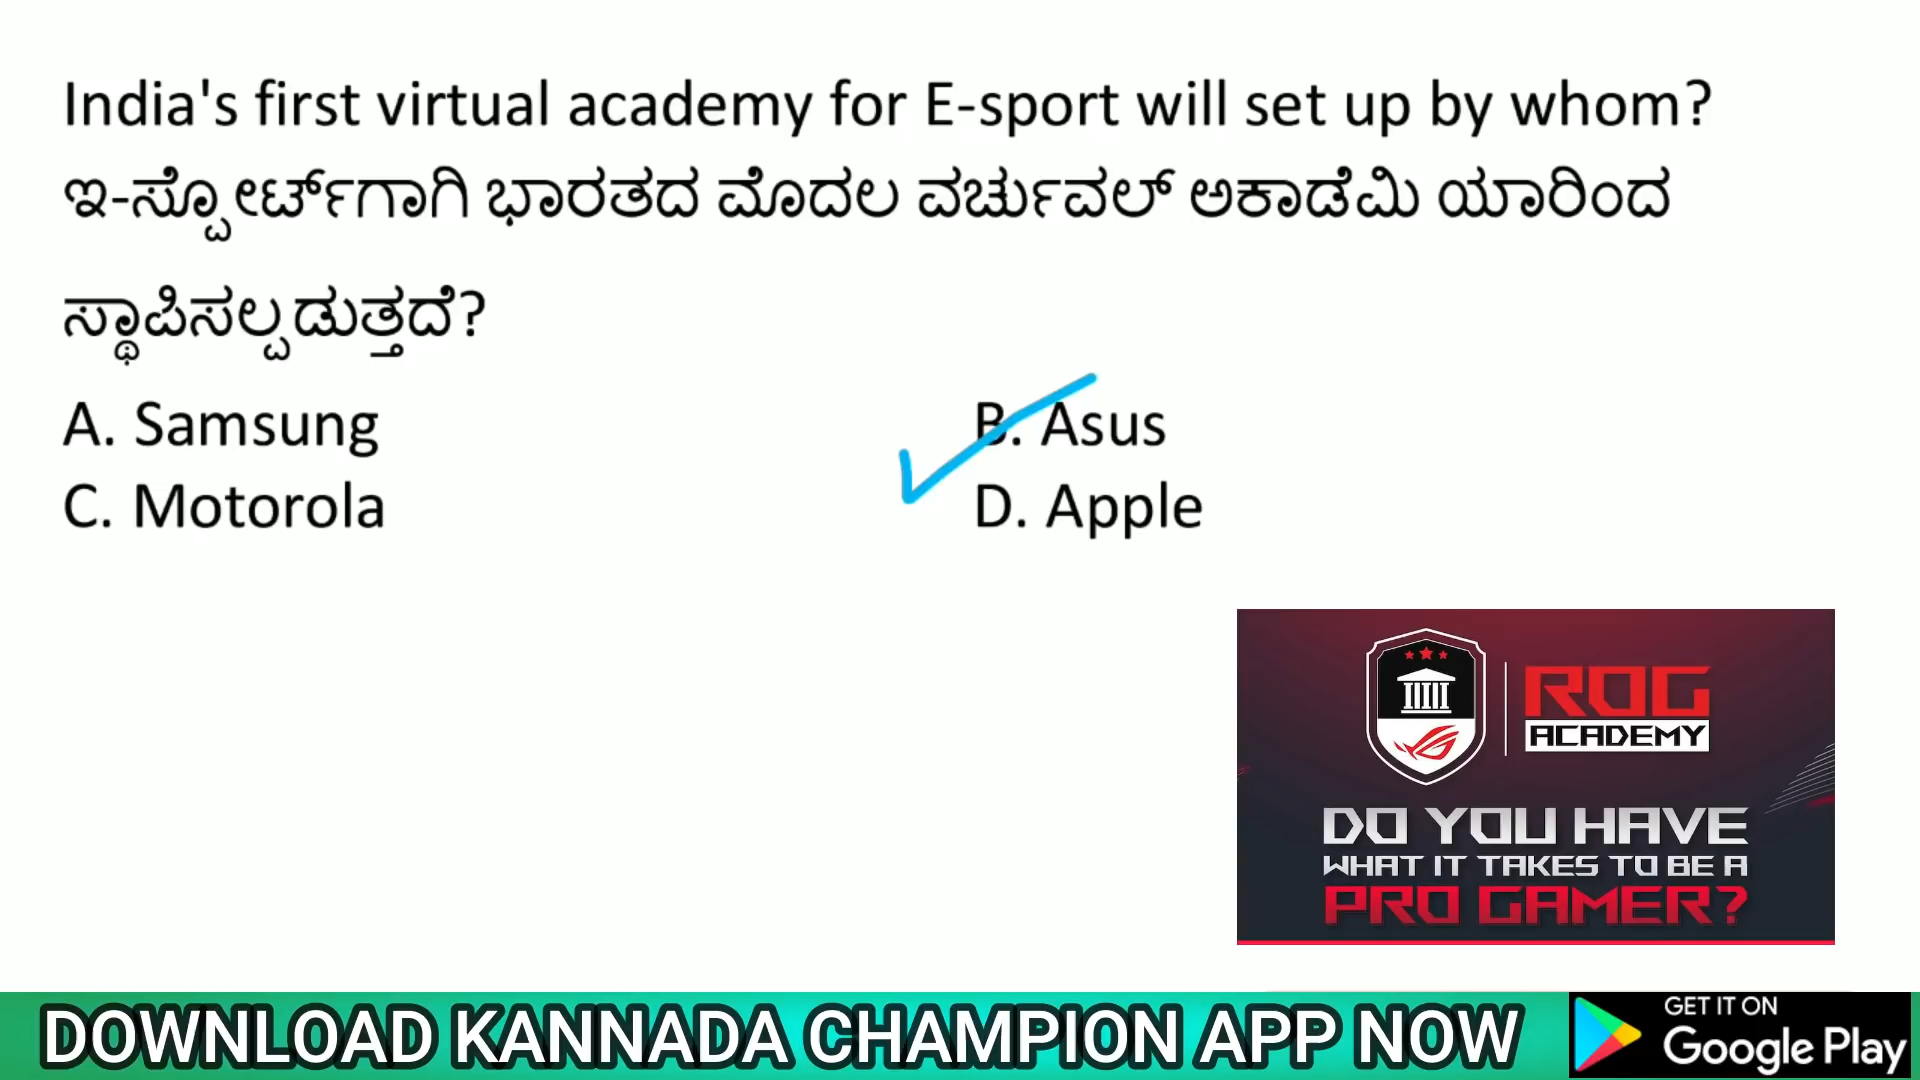 India's first virtual academy for E-sport will set up by whom?
ಇ-ಸ್ಪೋರ್ಟ್‌ಗಾಗಿ ಭಾರತದ ಮೊದಲ ವರ್ಚುವಲ್ ಅಕಾಡೆಮಿ ಯಾರಿಂದ
ಸ್ಥಾಪಿಸಲ್ಪಡುತ್ತದೆ?
A. Samsung B. Asus
C. Motorola D. Apple
ROG
ACADEMY
DO YOU HAVE
WHAT IT TAKES TO BE A
PRO GAMER?
DOWNLOAD KANNADA CHAMPION APP NOW
GET IT ON
Google Play